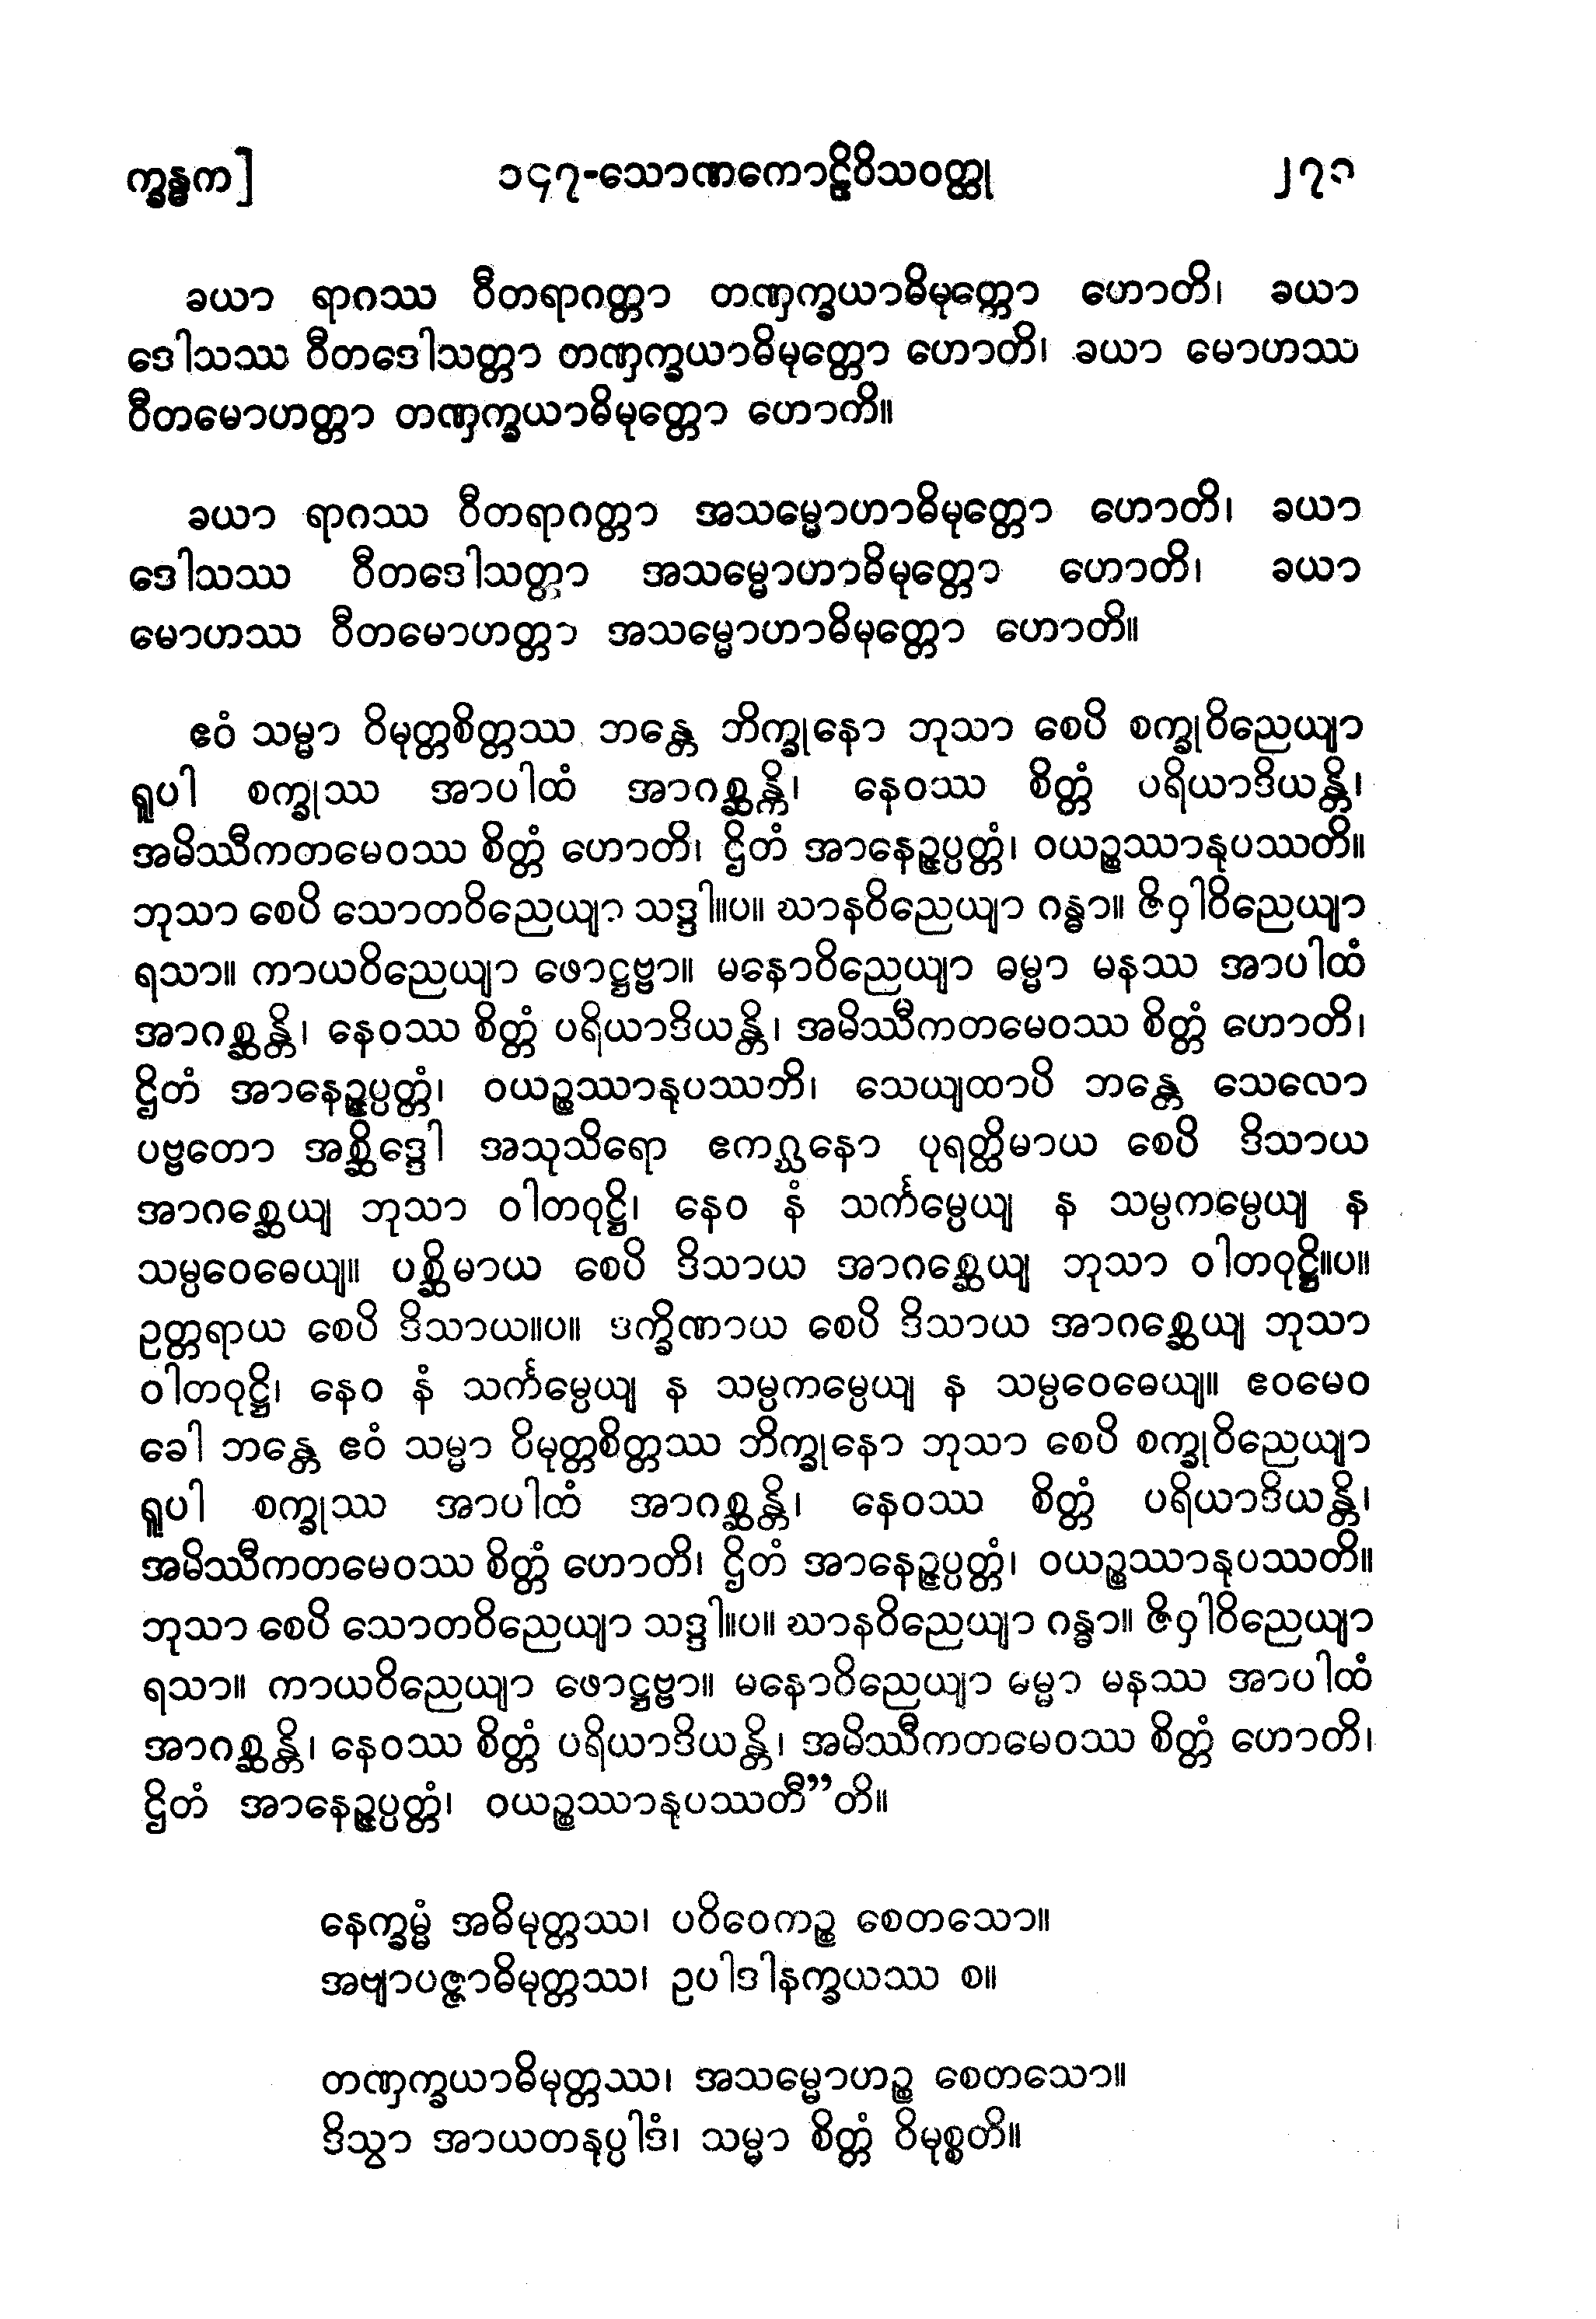 က္ခန္ဓက]
၁၄၇-သောဏကောဠိဝိသဝတ္ထု
၂၇၁
ခယာ ရာဂဿ ဝီတရာဂတ္တာ တဏှက္ခယာဓိမုတ္တော ဟောတိ၊ ခယာ
ဒေါသဿ ဝီတဒေါသတ္တာ တဏှက္ခယာဓိမုတ္တော ဟောတိ၊ ခယာ မောဟဿ
ဝီတမောဟတ္တာ တဏှက္ခယာဓိမုတ္တော ဟောတိ။
ခယာ ရာဂဿ ဝီတရာဂတ္တာ အသမ္မောဟာဓိမုတ္တော ဟောတိ၊ ခယာ
ဒေါသဿ ဝီတဒေါသတ္တာ အသမ္မောဟာဓိမုတ္တော ဟောတိ၊ ခယာ
မောဟဿ ဝီတမောဟတ္တာ အသမ္မောဟာဓိမုတ္တော ဟောတိ။
ဧဝံ သမ္မာ ဝိမုတ္တစိတ္တဿ ဘန္တေ ဘိက္ခုနော ဘုသာ စေပိ စက္ခုဝိညေယျာ
ရူပါ စက္ခုဿ အာပါထံ အာဂစ္ဆန္တိ၊ နေဝဿ စိတ္တံ ပရိယာဒိယန္တိ၊
အမိဿီကတမေဝဿ စိတ္တံ ဟောတိ၊ ဌိတံ အာနေဉ္ဇပ္ပတ္တံ၊ ဝယဉ္စဿာနုပဿတိ။
ဘုသာ စေပိ သောတဝိညေယျာ သဒ္ဒါ။ပ။ ဃာနဝိညေယျာ ဂန္ဓာ။ ဇိဝှါဝိညေယျာ
ရသာ။ ကာယဝိညေယျာ ဖောဋ္ဌဗ္ဗာ။ မနောဝိညေယျာ ဓမ္မာ မနဿ အာပါထံ
အာဂစ္ဆန္တိ၊ နေဝဿ စိတ္တံ ပရိယာဒိယန္တိ၊ အမိဿီကတမေဝဿ စိတ္တံ ဟောတိ၊
ဌိတံ အာနေဉ္ဇပ္ပတ္တံ၊ ဝယဉ္စဿာနုပဿတိ၊ သေယျထာပိ ဘန္တေ သေလော
ပဗ္ဗတော အစ္ဆိဒ္ဒေါ အသုသိရော ဧကဂ္ဃနော ပုရတ္ထိမာယ စေပိ ဒိသာယ
အာဂစ္ဆေယျ ဘုသာ ဝါတဝုဋ္ဌိ၊ နေဝ နံ သင်္ကမ္ပေယျ န သမ္ပကမ္ပေယျ န
သမ္ပဝေဓေယျ။ ပစ္ဆိမာယ စေပိ ဒိသာယ အာဂစ္ဆေယျ ဘုသာ ဝါတဝုဋ္ဌိ။ပ။
ဥတ္တရာယ စေပိ ဒိသာယ။ပ။ ဒက္ခိဏာယ စေပိ ဒိသာယ အာဂစ္ဆေယျ ဘုသာ
ဝါတဝုဋ္ဌိ၊ နေဝ နံ သင်္ကမ္ပေယျ န သမ္ပကမ္ပေယျ န သမ္ပဝေဓေယျ။ ဧဝမေဝ
ခေါ ဘန္တေ ဧဝံ သမ္မာ ဝိမုတ္တစိတ္တဿ ဘိက္ခုနော ဘုသာ စေပိ စက္ခုဝိညေယျာ
ရူပါ စက္ခုဿ အာပါထံ အာဂစ္ဆန္တိ၊ နေဝဿ စိတ္တံ ပရိယာဒိယန္တိ၊
အမိဿီကတမေဝဿ စိတ္တံ ဟောတိ၊ ဌိတံ အာနေဉ္ဇပ္ပတ္တံ၊ ဝယဉ္စဿာနုပဿတိ။
ဘုသာ စေပိ သောတဝိညေယျာ သဒ္ဒါ။ပ။ ဃာနဝိညေယျာ ဂန္ဓာ။ ဇိဝှါဝိညေယျာ
ရသာ။ ကာယဝိညေယျာ ဖောဋ္ဌဗ္ဗာ။ မနောဝိညေယျာ ဓမ္မာ မနဿ အာပါထံ
အာဂစ္ဆန္တိ၊ နေဝဿ စိတ္တံ ပရိယာဒိယန္တိ၊ အမိဿီကတမေဝဿ စိတ္တံ ဟောတိ၊
ဌိတံ အာနေဉ္ဇပ္ပတ္တံ၊ ဝယဉ္စဿာနုပဿတီ”တိ။
နေက္ခမ္မံ အဓိမုတ္တဿ၊ ပဝိဝေကဉ္စ စေတသော။
အဗျာပဇ္ဇာဓိမုတ္တဿ၊ ဥပါဒါနက္ခယဿ စ။
တဏှက္ခယာဓိမုတ္တဿ၊ အသမ္မောဟဉ္စ စေတသော။
ဒိသွာ အာယတနုပ္ပါဒံ၊ သမ္မာ စိတ္တံ ဝိမုစ္စတိ။